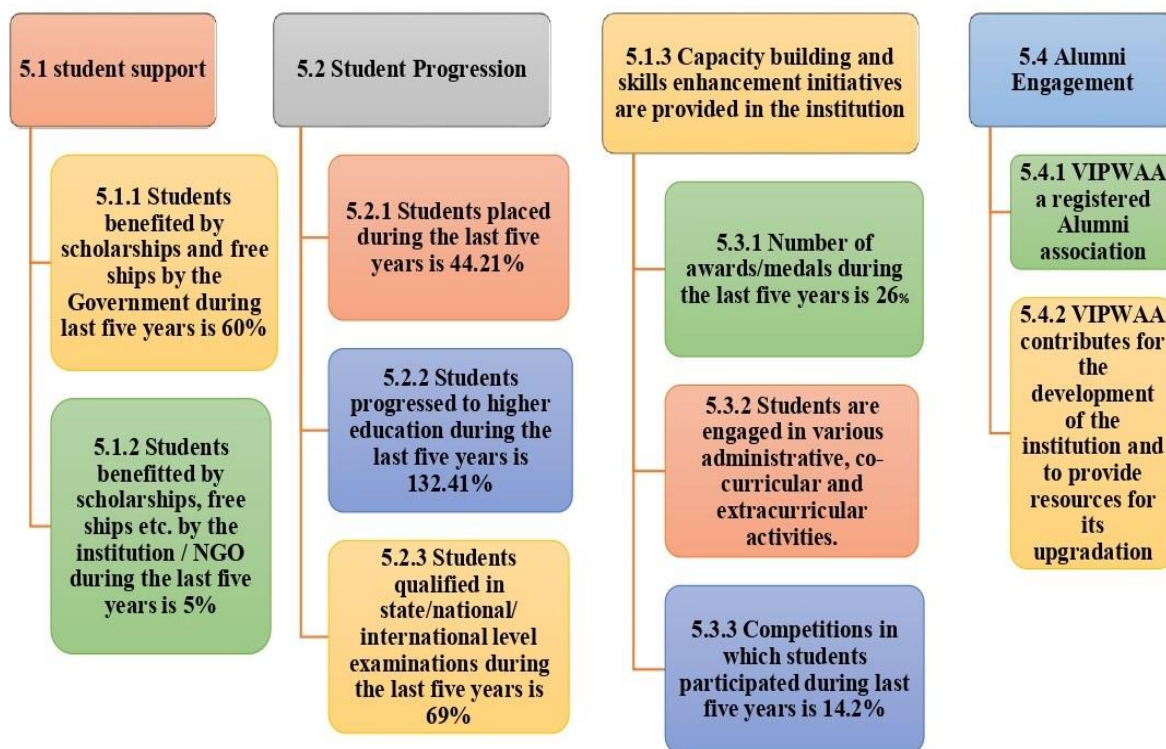 5.1 student support
5.1.1 Students
benefited by
scholarships and free
ships by the
Government during
last five years is 60%
5.1.2 Students
benefitted by
scholarships, free
ships etc. by the
institution / NGO
during the last five
years is 5%
5.2 Student Progression
5.2.1 Students placed
during the last five
years is 44.21%
5.2.2 Students
progressed to higher
education during the
last five years is
132.41%
5.2.3 Students
qualified in
state/national/
international level
examinations during
the last five years is
69%
5.1.3 Capacity building and
skills enhancement initiatives
are provided in the institution
5.3.1 Number of
awards/medals during
the last five years is 26%
5.3.2 Students are
engaged in various
administrative, co-
curricular and
extracurricular
activities.
5.3.3 Competitions in
which students
participated during last
five years is 14.2%
5.4 Alumni
Engagement
5.4.1 VIPWAA
a registered
Alumni
association
5.4.2 VIPWAA
contributes for
the
development
of the
institution and
to provide
resources for
its
upgradation